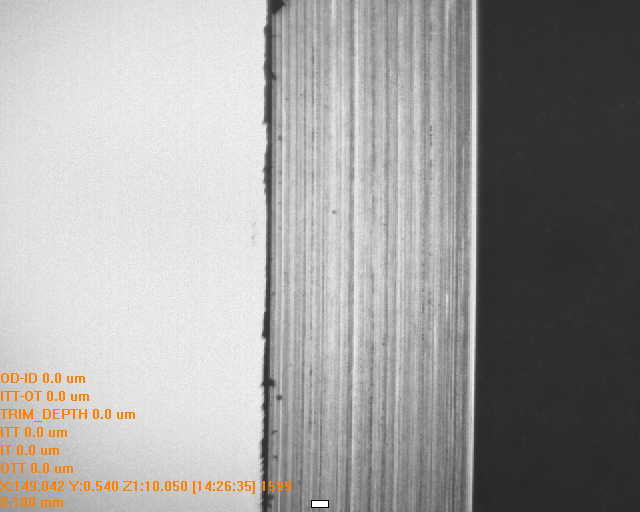 OD-ID 0.0 um
ITT-OT 0.0 um
TRIM_DEPTH 0.0 um
ITT 0.0 um
IT 0.0 um
OTT 0.0 um
X:149.042 Y:0.540 Z1:10.050 [14:26:35] 1589
0.100 mm